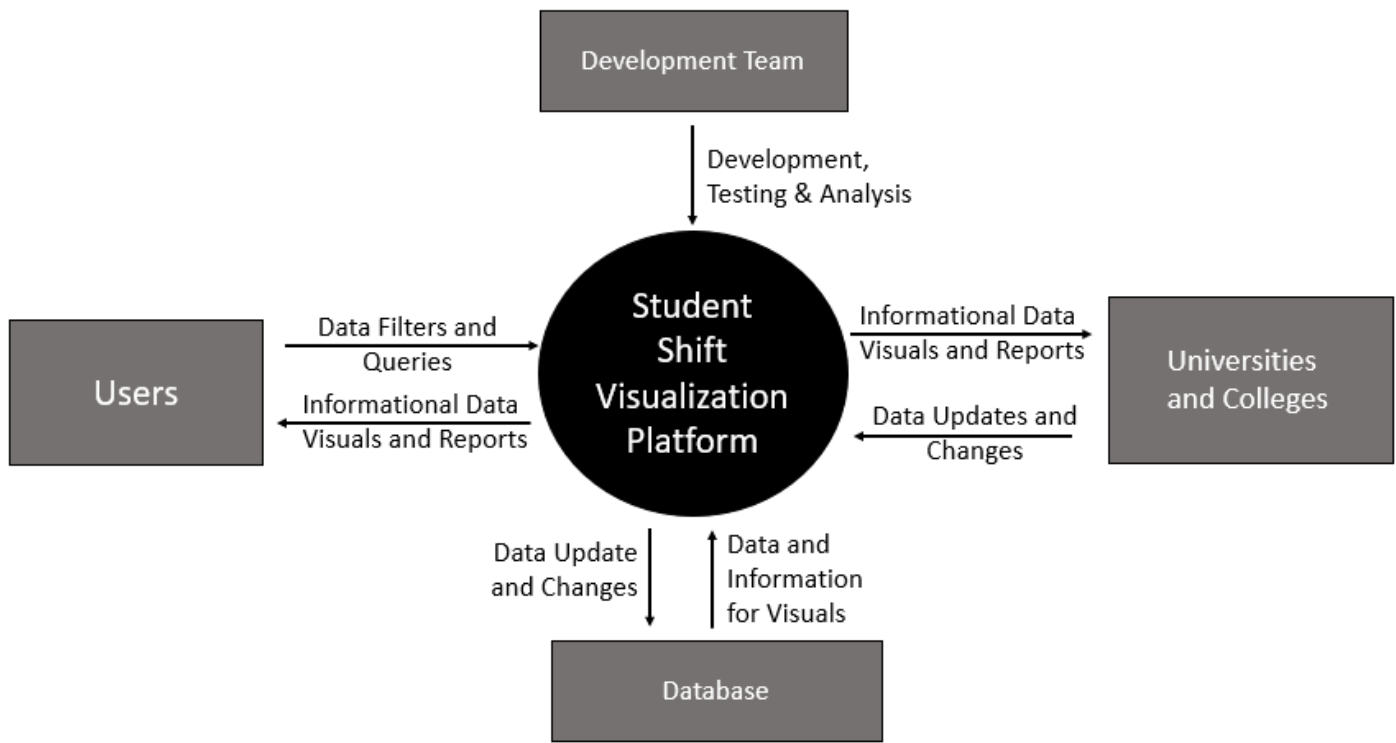 Development Team
Development,
Testing & Analysis
Student
Shift
Visualization
Platform
Users
Data Filters and
Queries
Informational Data
Visuals and Reports
Informational Data
Visuals and Reports
Data Updates and
Changes
Universities
and Colleges
Data Update
and Changes
Data and
Information
for Visuals
Database